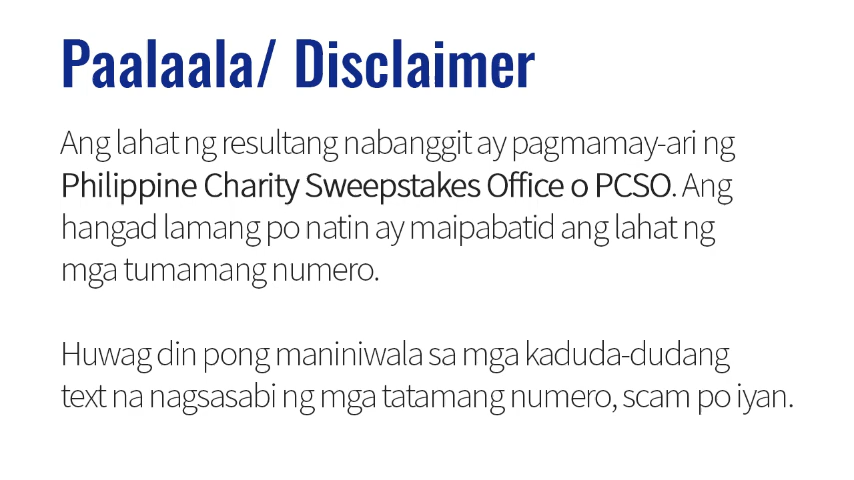 Paalaala/ Disclaimer
Ang lahat ng resultang nabanggit ay pagmamay-ari ng
Philippine Charity Sweepstakes Office o PCSO. Ang
hangad lamang po natin ay maipabatid ang lahat ng
mga tumamang numero.
Huwag din pong maniniwala sa mga kaduda-dudang
text na nagsasabi ng mga tatamang numero, scam po iyan.